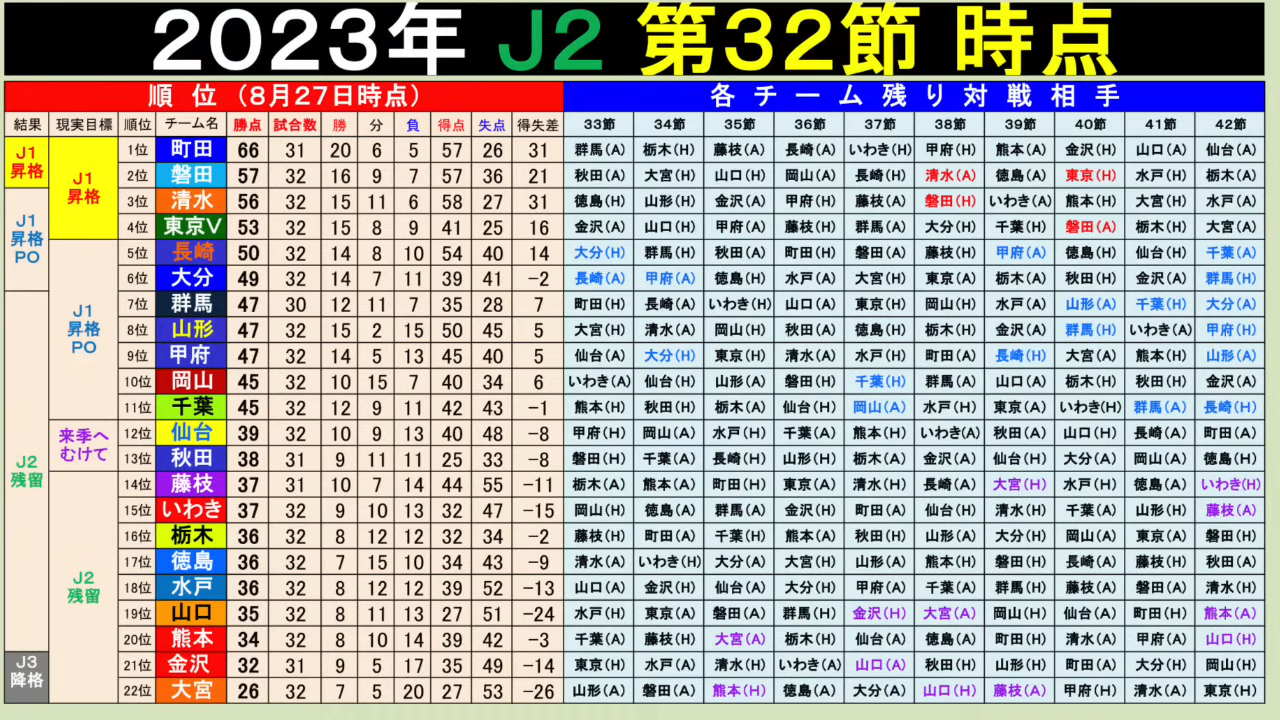 2023年 J2 第32節 時点
順 位 （8月27日時点） 各 チ ー ム 残 り 対 戦 相 手
結果 現実目標 順位 チーム名 勝点 試合数 勝 分 負 得点 失点 得失差 33節 34節 35節 36節 37節 38節 39節 40節 41節 42節
J1
昇格
J1
昇格
1位 町田 66 31 20 6 5 57 26 31 群馬(A) 栃木(H) 藤枝(A) 長崎(A) いわき(H) 甲府(H) 熊本(A) 金沢(H) 山口(A) 仙台(A)
2位 磐田 57 32 16 9 7 57 36 21 秋田(A) 大宮(H) 山口(H) 岡山(A) 長崎(H) 清水(A) 徳島(A) 東京(H) 水戸(H) 栃木(A)
J1
昇格
PO
3位 清水 56 32 15 11 6 58 27 31 徳島(H) 山形(H) 金沢(A) 甲府(H) 藤枝(A) 磐田(H) いわき(A) 熊本(H) 大宮(H) 水戸(A)
4位 東京V 53 32 15 8 9 41 25 16 金沢(A) 山口(H) 甲府(A) 藤枝(H) 群馬(A) 大分(H) 千葉(H) 磐田(A) 栃木(H) 大宮(A)
J1
昇格
PO
5位 長崎 50 32 14 8 10 54 40 14 大分(H) 群馬(H) 秋田(A) 町田(H) 磐田(A) 藤枝(H) 甲府(A) 徳島(H) 仙台(H) 千葉(A)
6位 大分 49 32 14 7 11 39 41 −2 長崎(A) 甲府(A) 徳島(H) 水戸(A) 大宮(H) 東京(A) 栃木(A) 秋田(H) 金沢(A) 群馬(H)
J2
残留
7位 群馬 47 30 12 11 7 35 28 7 町田(H) 長崎(A) いわき(H) 山口(A) 東京(H) 岡山(H) 水戸(A) 山形(A) 千葉(H) 大分(A)
8位 山形 47 32 15 2 15 50 45 5 大宮(H) 清水(A) 岡山(H) 秋田(A) 徳島(H) 栃木(H) 金沢(A) 群馬(H) いわき(A) 甲府(H)
9位 甲府 47 32 14 5 13 45 40 5 仙台(A) 大分(H) 東京(H) 清水(A) 水戸(H) 町田(A) 長崎(H) 大宮(A) 熊本(H) 山形(A)
10位 岡山 45 32 10 15 7 40 34 6 いわき(A) 仙台(H) 山形(A) 磐田(H) 千葉(H) 群馬(A) 山口(A) 栃木(H) 秋田(H) 金沢(A)
11位 千葉 45 32 12 9 11 42 43 −1 熊本(H) 秋田(H) 栃木(A) 仙台(H) 岡山(A) 水戸(H) 東京(A) いわき(H) 群馬(A) 長崎(H)
来季へ
むけて
12位 仙台 39 32 10 9 13 40 48 −8 甲府(H) 岡山(A) 水戸(H) 千葉(A) 熊本(H) いわき(A) 秋田(A) 山口(H) 長崎(A) 町田(H)
13位 秋田 38 31 9 11 11 25 33 −8 磐田(H) 千葉(A) 長崎(H) 山形(H) 栃木(A) 金沢(A) 仙台(H) 大分(A) 岡山(A) 徳島(H)
J2
残留
14位 藤枝 37 31 10 7 14 44 55 −11 栃木(A) 熊本(A) 町田(H) 東京(A) 清水(H) 長崎(A) 大宮(H) 水戸(H) 徳島(A) いわき(H)
15位 いわき 37 32 9 10 13 32 47 −15 岡山(H) 徳島(A) 群馬(A) 金沢(H) 町田(A) 仙台(H) 清水(H) 千葉(A) 山形(H) 藤枝(A)
16位 栃木 36 32 8 12 12 32 34 −2 藤枝(H) 町田(A) 千葉(H) 熊本(A) 秋田(H) 山形(A) 大分(H) 岡山(A) 東京(A) 磐田(H)
17位 徳島 36 32 7 15 10 34 43 −9 清水(A) いわき(H) 大分(A) 大宮(H) 山形(A) 熊本(H) 磐田(H) 長崎(A) 藤枝(H) 秋田(A)
18位 水戸 36 32 8 12 12 39 52 −13 山口(A) 金沢(H) 仙台(A) 大分(H) 甲府(A) 千葉(A) 群馬(H) 藤枝(A) 磐田(A) 清水(H)
19位 山口 35 32 8 11 13 27 51 −24 水戸(H) 東京(A) 磐田(A) 群馬(H) 金沢(H) 大宮(A) 岡山(H) 仙台(A) 町田(H) 熊本(A)
20位 熊本 34 32 8 10 14 39 42 −3 千葉(A) 藤枝(H) 大宮(A) 栃木(H) 仙台(A) 徳島(A) 町田(H) 清水(A) 甲府(A) 山口(H)
J3
降格
21位 金沢 32 31 9 5 17 35 49 −14 東京(H) 水戸(A) 清水(H) いわき(A) 山口(A) 秋田(H) 山形(H) 町田(A) 大分(H) 岡山(H)
22位 大宮 26 32 7 5 20 27 53 −26 山形(A) 磐田(A) 熊本(H) 徳島(A) 大分(A) 山口(H) 藤枝(A) 甲府(H) 清水(A) 東京(H)